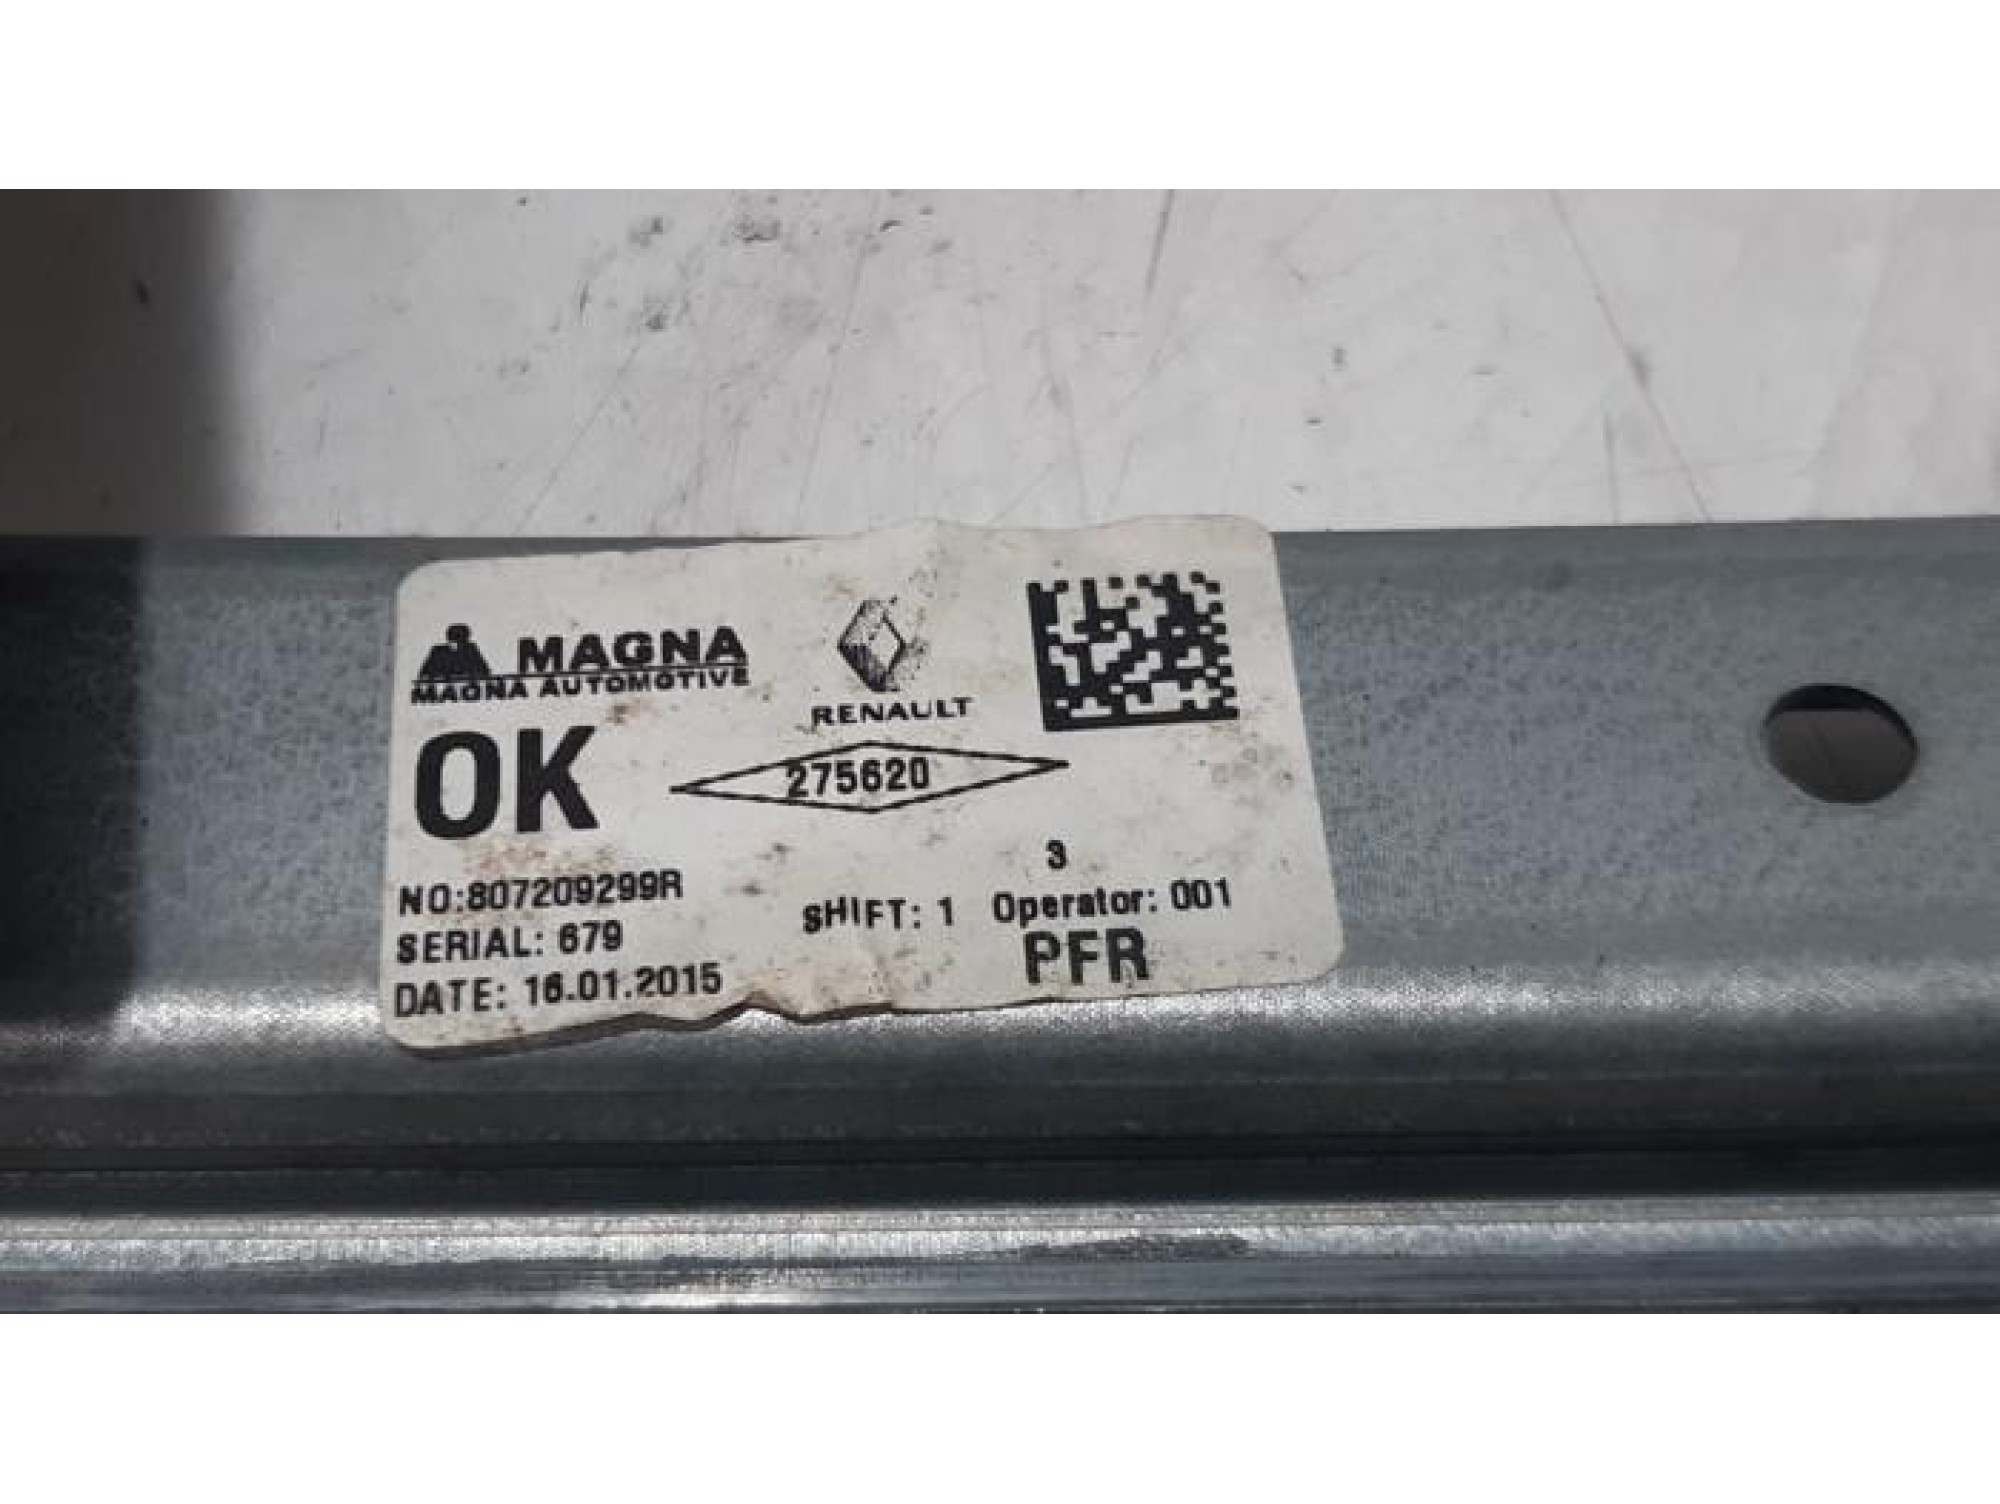 MAGNA
MAGNA AUTOMOTIVE
RENAULT
OK
275620
3
NO:807209299R
SHIFT: 1 Operator: 001
SERIAL: 679
PFR
DATE: 16.01.2015